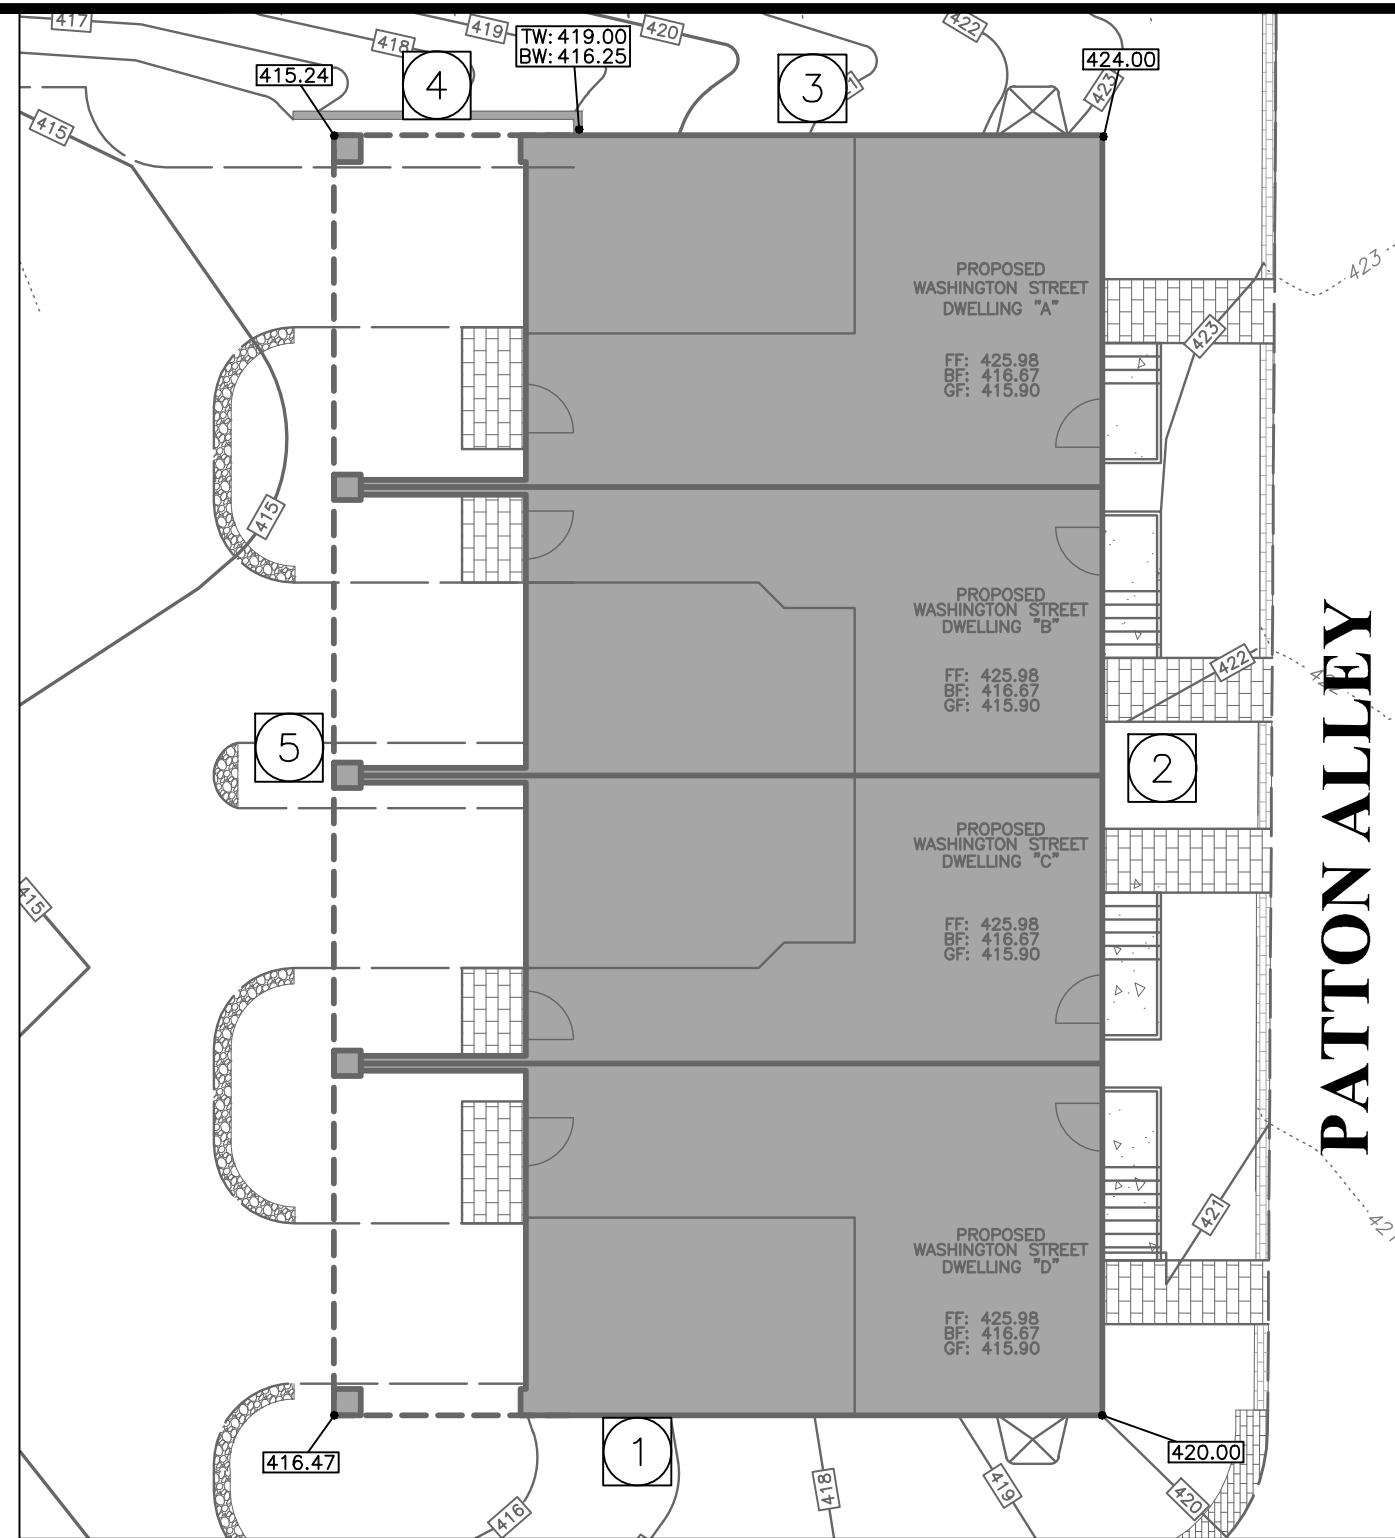 417
418
419
420
422
TW: 419.00
BW: 416.25
415.24
4
3
424.00
423
415
PROPOSED
WASHINGTON STREET
DWELLING "A"
FF: 425.98
BF: 416.67
GF: 415.90
423
423
415
PROPOSED
WASHINGTON STREET
DWELLING "B"
FF: 425.98
BF: 416.67
GF: 415.90
422
5
2
PATTON ALLEY
PROPOSED
WASHINGTON STREET
DWELLING "C"
FF: 425.98
BF: 416.67
GF: 415.90
415
PROPOSED
WASHINGTON STREET
DWELLING "D"
FF: 425.98
BF: 416.67
GF: 415.90
421
421
416.47
1
420.00
416
418
419
420